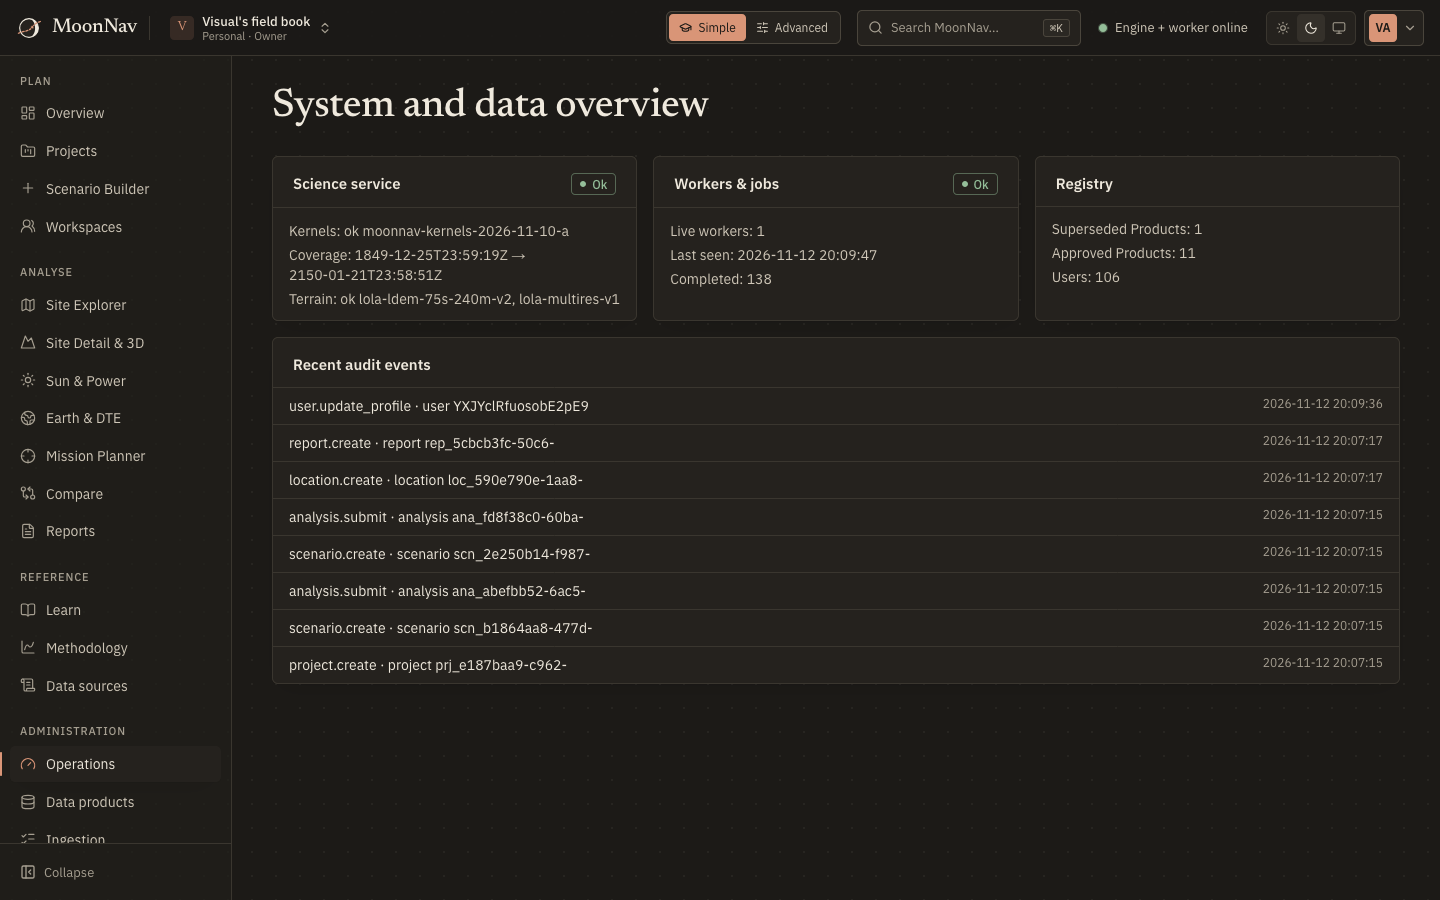 MoonNav
V
Visual's field book
Personal · Owner
Simple
Advanced
Search MoonNav...
⌘K
Engine + worker online
VA
PLAN
Overview
Projects
Scenario Builder
Workspaces
ANALYSE
Site Explorer
Site Detail & 3D
Sun & Power
Earth & DTE
Mission Planner
Compare
Reports
REFERENCE
Learn
Methodology
Data sources
ADMINISTRATION
Operations
Data products
Ingestion
Collapse
System and data overview
Science service
Ok
Kernels: ok moonnav-kernels-2026-11-10-a
Coverage: 1849-12-25T23:59:19Z →
2150-01-21T23:58:51Z
Terrain: ok lola-ldem-75s-240m-v2, lola-multires-v1
Workers & jobs
Ok
Live workers: 1
Last seen: 2026-11-12 20:09:47
Completed: 138
Registry
Superseded Products: 1
Approved Products: 11
Users: 106
Recent audit events
user.update_profile · user YXJYclRfuosobE2pE9 2026-11-12 20:09:36
report.create · report rep_5cbcb3fc-50c6- 2026-11-12 20:07:17
location.create · location loc_590e790e-1aa8- 2026-11-12 20:07:17
analysis.submit · analysis ana_fd8f38c0-60ba- 2026-11-12 20:07:15
scenario.create · scenario scn_2e250b14-f987- 2026-11-12 20:07:15
analysis.submit · analysis ana_abefbb52-6ac5- 2026-11-12 20:07:15
scenario.create · scenario scn_b1864aa8-477d- 2026-11-12 20:07:15
project.create · project prj_e187baa9-c962- 2026-11-12 20:07:15